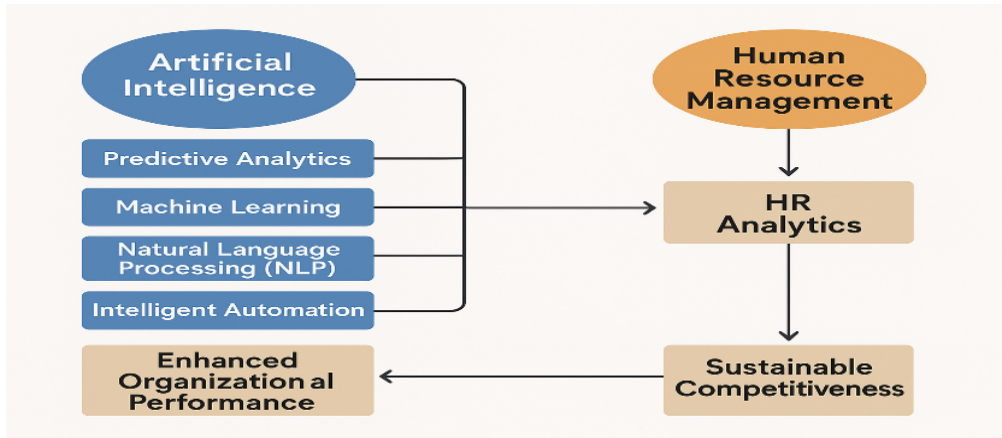 Artificial
Intelligence
Predictive Analytics
Machine Learning
Natural Language
Processing (NLP)
Intelligent Automation
Enhanced
Organization al
Performance
Human
Resource
Management
HR
Analytics
Sustainable
Competitiveness